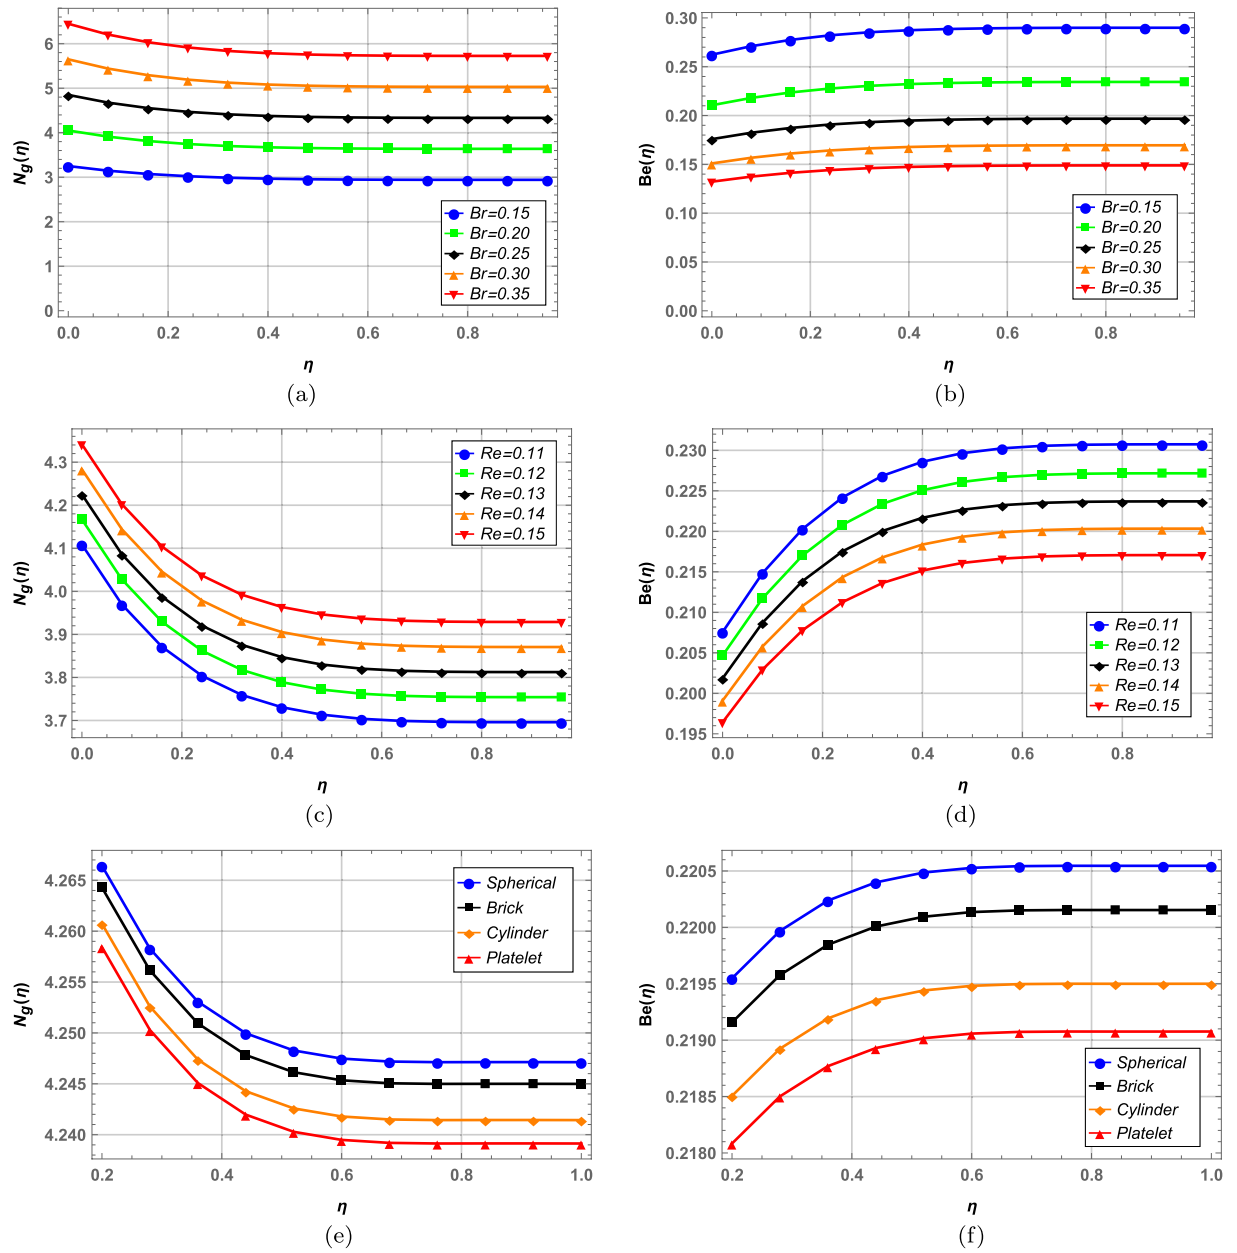 6
5
4
3
2
1
0
N_g(η)
0.0 0.2 0.4 0.6 0.8
η
Br=0.15
Br=0.20
Br=0.25
Br=0.30
Br=0.35
(a)
0.30
0.25
0.20
0.15
0.10
0.05
0.00
Be(η)
0.0 0.2 0.4 0.6 0.8
η
Br=0.15
Br=0.20
Br=0.25
Br=0.30
Br=0.35
(b)
4.3
4.2
4.1
4.0
3.9
3.8
3.7
N_g(η)
0.0 0.2 0.4 0.6 0.8
η
Re=0.11
Re=0.12
Re=0.13
Re=0.14
Re=0.15
(c)
0.230
0.225
0.220
0.215
0.210
0.205
0.200
0.195
Be(η)
0.0 0.2 0.4 0.6 0.8
η
Re=0.11
Re=0.12
Re=0.13
Re=0.14
Re=0.15
(d)
4.265
4.260
4.255
4.250
4.245
4.240
N_g(η)
0.2 0.4 0.6 0.8 1.0
η
Spherical
Brick
Cylinder
Platelet
(e)
0.2205
0.2200
0.2195
0.2190
0.2185
0.2180
Be(η)
0.2 0.4 0.6 0.8 1.0
η
Spherical
Brick
Cylinder
Platelet
(f)